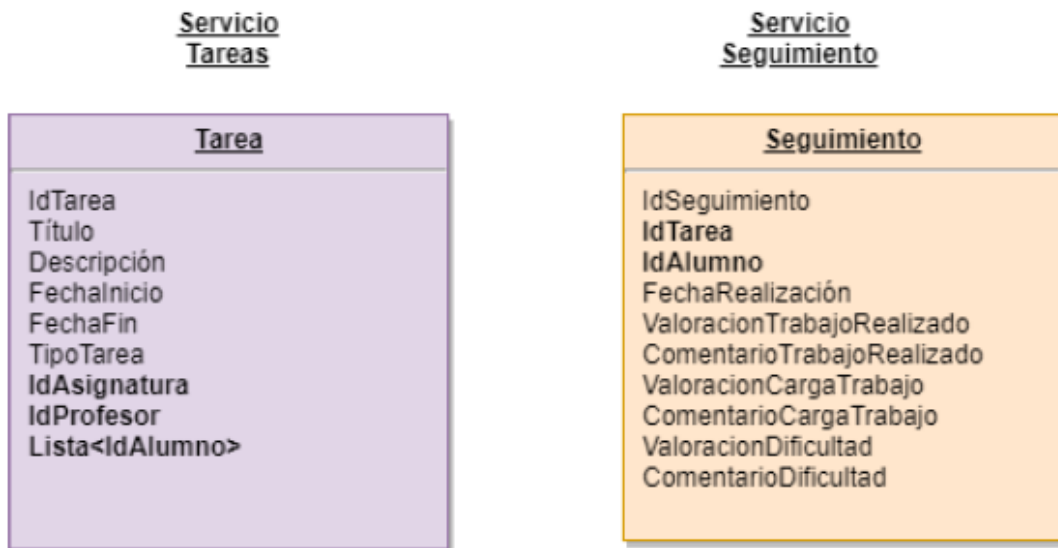 Servicio
Tareas
Servicio
Seguimiento
Tarea
IdTarea
Título
Descripción
FechaInicio
FechaFin
TipoTarea
IdAsignatura
IdProfesor
Lista<IdAlumno>
Seguimiento
IdSeguimiento
IdTarea
IdAlumno
FechaRealización
ValoracionTrabajoRealizado
ComentarioTrabajoRealizado
ValoracionCargaTrabajo
ComentarioCargaTrabajo
ValoracionDificultad
ComentarioDificultad